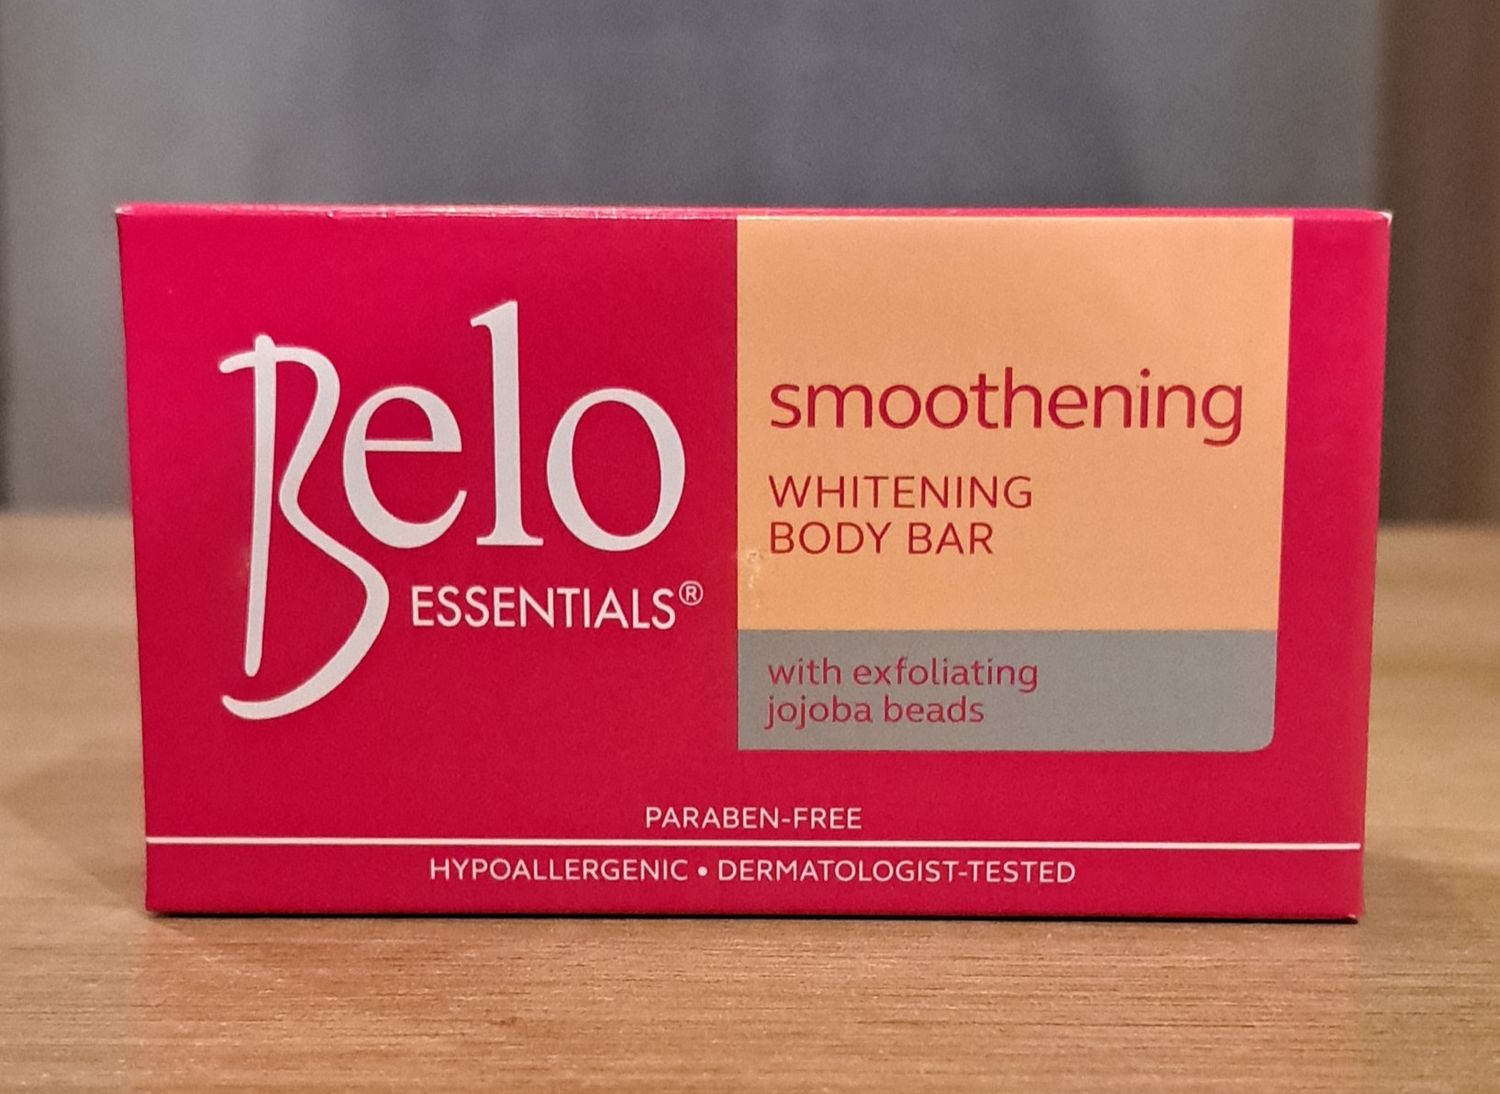 Belo
ESSENTIALS®
smoothening
WHITENING
BODY BAR
with exfoliating
jojoba beads
PARABEN-FREE
HYPOALLERGENIC • DERMATOLOGIST-TESTED